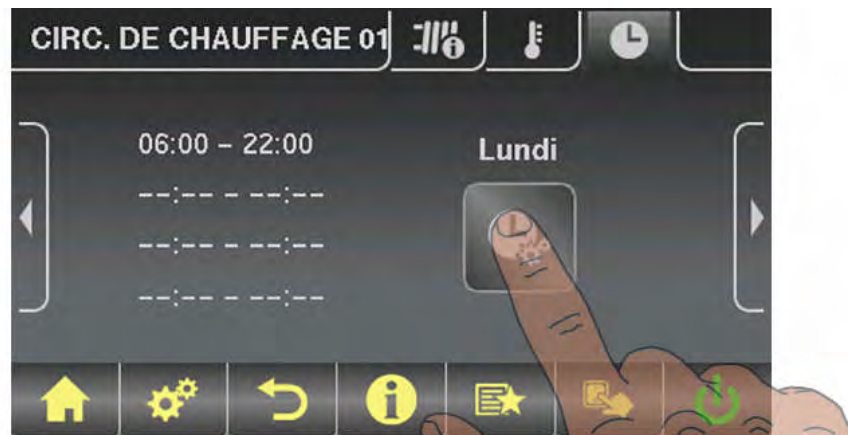 CIRC. DE CHAUFFAGE 01
06:00 – 22:00
Lundi
--:-- – --:--
--:-- – --:--
--:-- – --:--